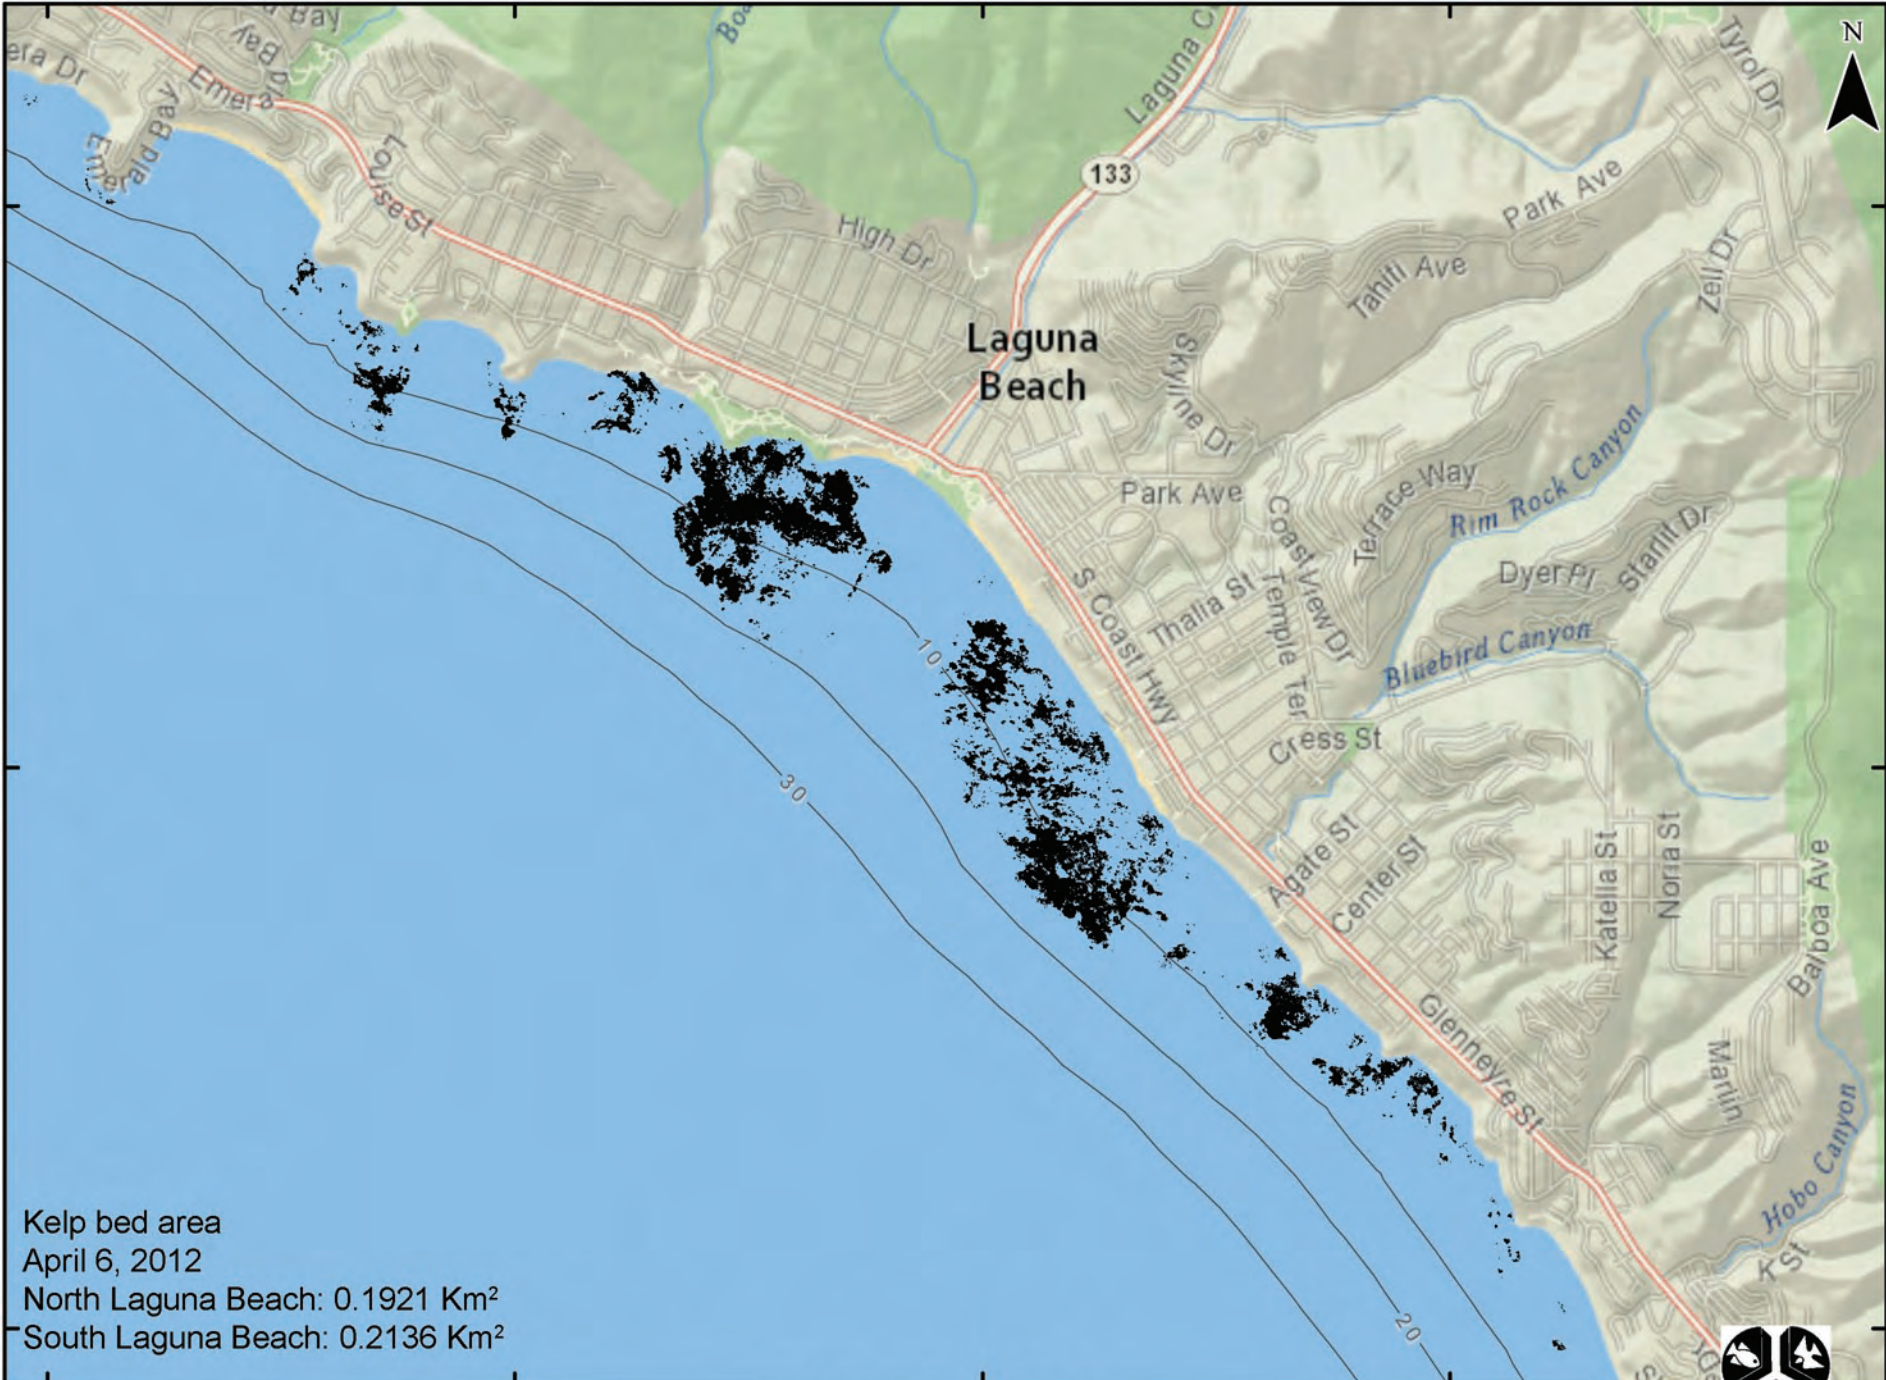 Bay
N
era Dr
Bay
Emera
Emerald Bay
Boa
Laguna C
Tyrol Dr
Louise St
133
High Dr
Park Ave
Tahiti Ave
Zell Dr
Laguna
Beach
Skyline Dr
Park Ave
Coast View Dr
Terrace Way
Rim Rock Canyon
Dyer Pl
Starlit Dr
S Coast Hwy
Thalia St
Temple Ter
Bluebird Canyon
10
Cress St
30
Agate St
Center St
Katella St
Noria St
Balboa Ave
Glenneyre St
Marlin
Hobo Canyon
K St
20
Kelp bed area
April 6, 2012
North Laguna Beach: 0.1921 Km²
South Laguna Beach: 0.2136 Km²